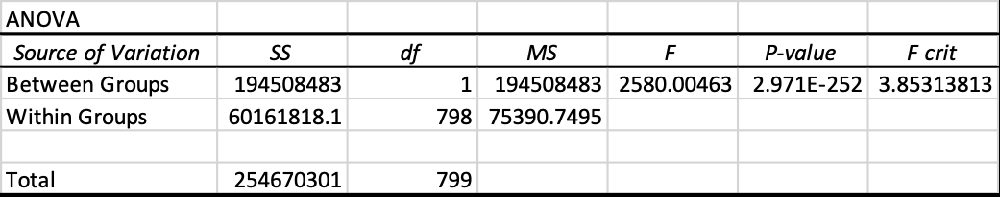 ANOVA
Source of Variation SS df MS F P-value F crit
Between Groups 194508483 1 194508483 2580.00463 2.971E-252 3.85313813
Within Groups 60161818.1 798 75390.7495
Total 254670301 799